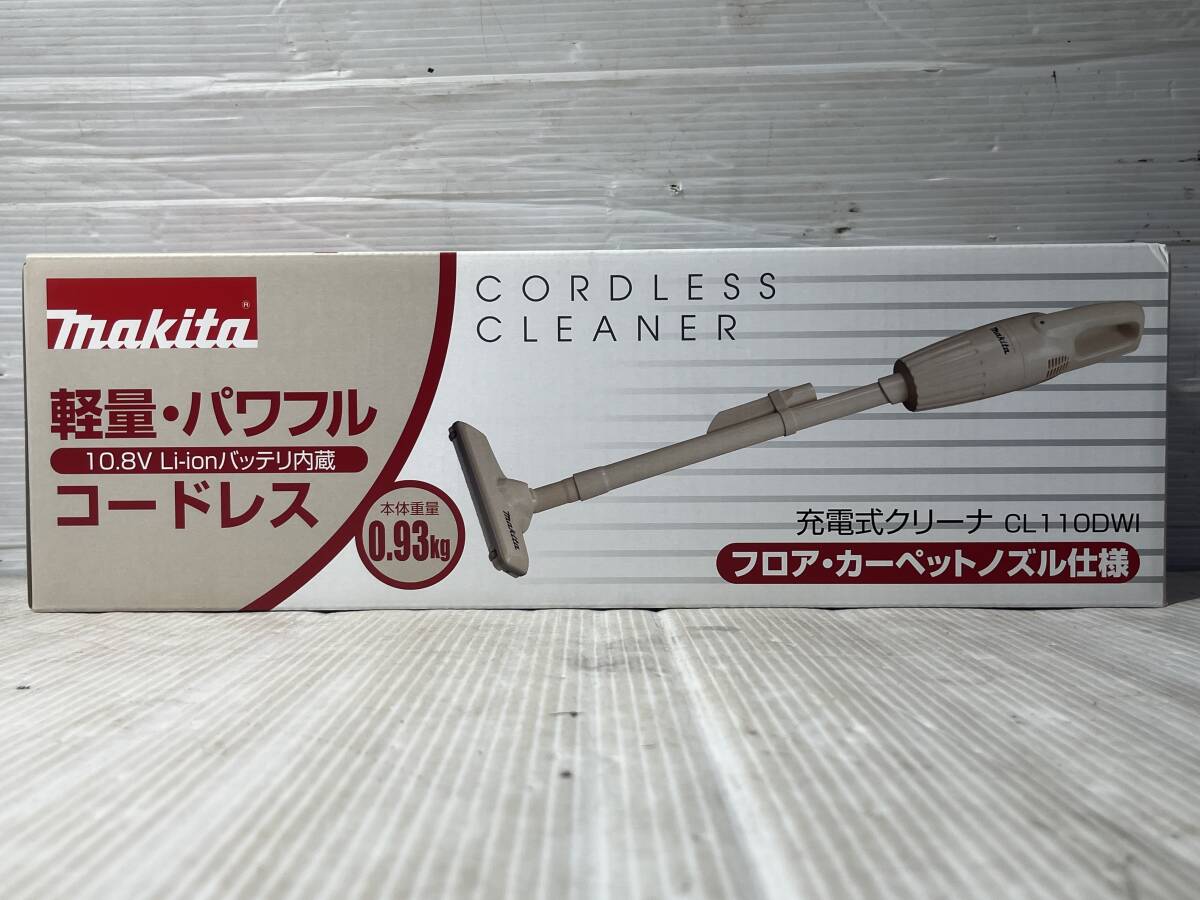 makita®
軽量・パワフル
10.8V Li-ionバッテリ内蔵
コードレス
本体重量
0.93kg
CORDLESS
CLEANER
makita
makita
充電式クリーナ CL110DWI
フロア・カーペットノズル仕様